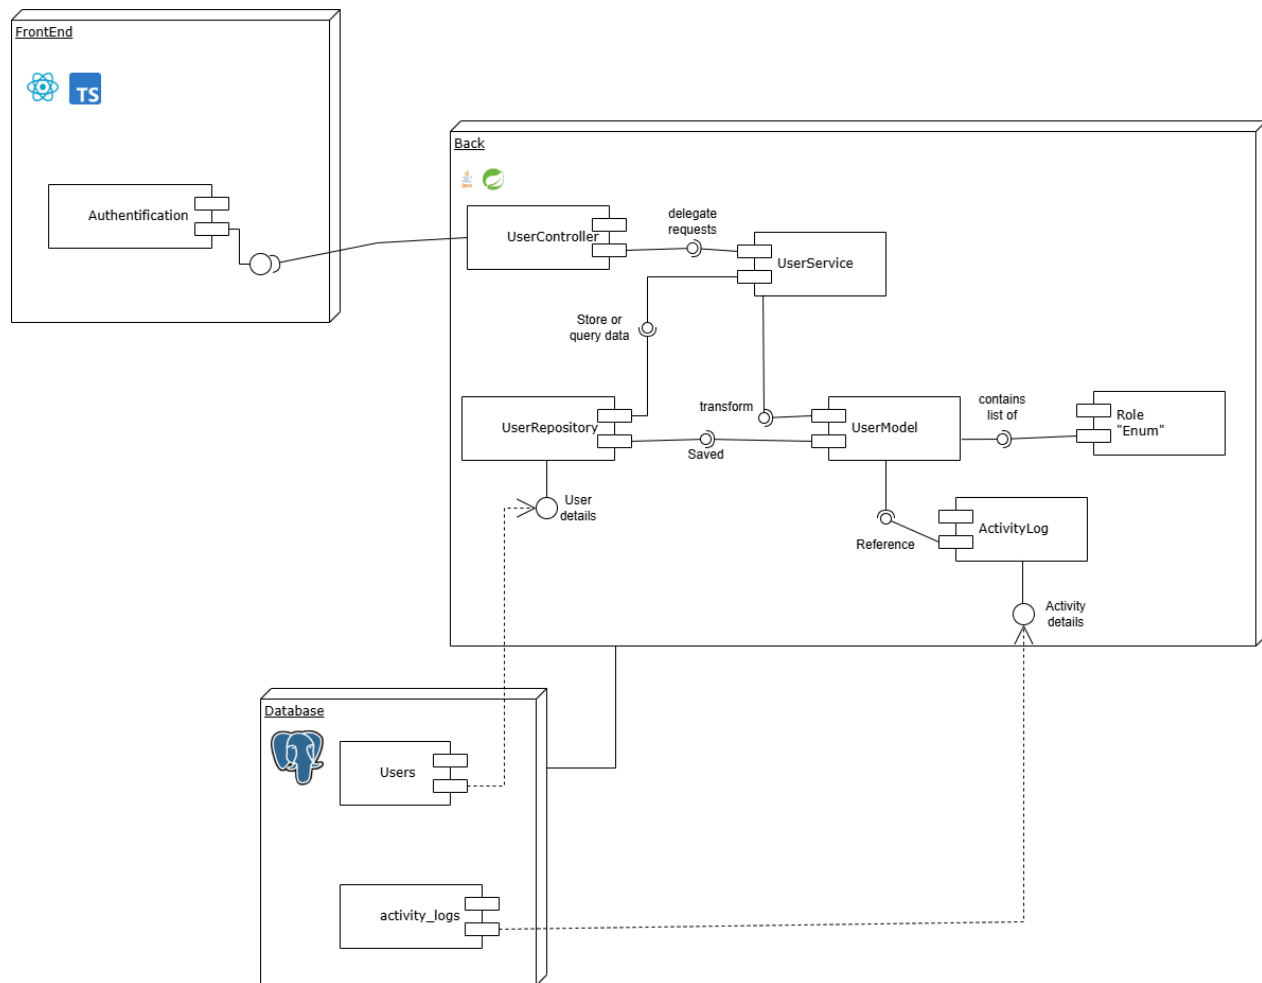 FrontEnd
TS
Authentification
Back
Java
UserController
delegate
requests
UserService
Store or
query data
UserRepository
transform
UserModel
contains
list of
Role
"Enum"
Saved
User
details
ActivityLog
Reference
Activity
details
Database
Users
activity_logs